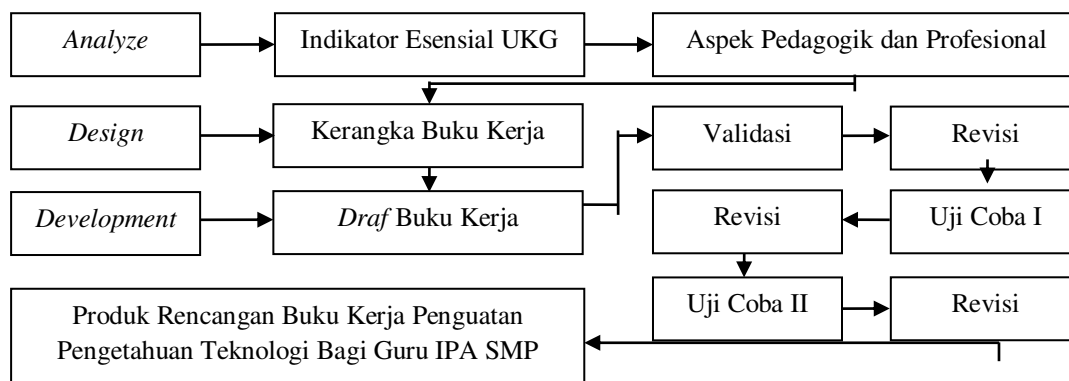 Analyze
Indikator Esensial UKG
Aspek Pedagogik dan Profesional
Design
Kerangka Buku Kerja
Validasi
Revisi
Development
Draf Buku Kerja
Revisi
Uji Coba I
Uji Coba II
Revisi
Produk Rencangan Buku Kerja Penguatan
Pengetahuan Teknologi Bagi Guru IPA SMP